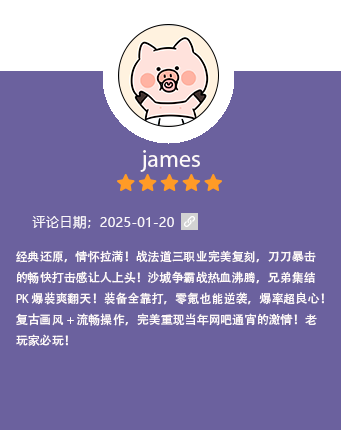 james
评论日期：2025-01-20
经典还原，情怀拉满！战法道三职业完美复刻，刀刀暴击
的畅快打击感让人上头！沙城争霸战热血沸腾，兄弟集结
PK 爆装爽翻天！装备全靠打，零氪也能逆袭，爆率超良心！
复古画风 + 流畅操作，完美重现当年网吧通宵的激情！老
玩家必玩！